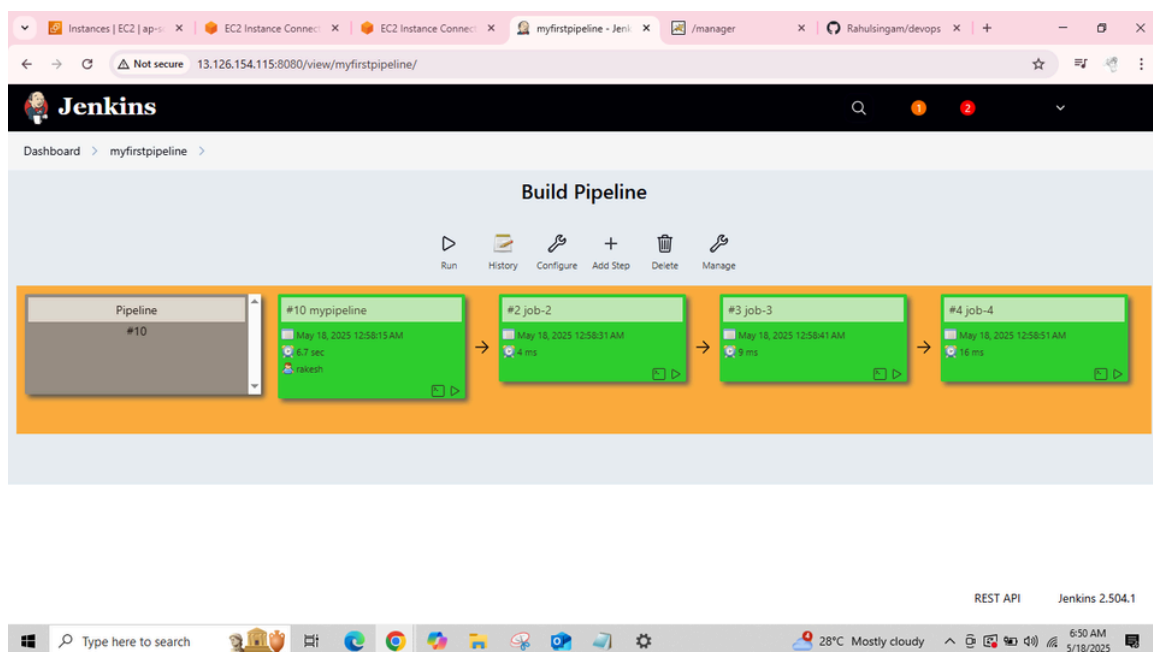 Instances | EC2 | ap-s
EC2 Instance Connect
EC2 Instance Connect
myfirstpipeline - Jenk
/manager
Rahulsingam/devops
Not secure
13.126.154.115:8080/view/myfirstpipeline/
Jenkins
1
2
Dashboard > myfirstpipeline >
Build Pipeline
Run
History
Configure
Add Step
Delete
Manage
Pipeline
#10
#10 mypipeline
May 18, 2025 12:58:15 AM
6.7 sec
rakesh
#2 job-2
May 18, 2025 12:58:31 AM
4 ms
#3 job-3
May 18, 2025 12:58:41 AM
9 ms
#4 job-4
May 18, 2025 12:58:51 AM
16 ms
REST API
Jenkins 2.504.1
Type here to search
28°C Mostly cloudy
6:50 AM
5/18/2025